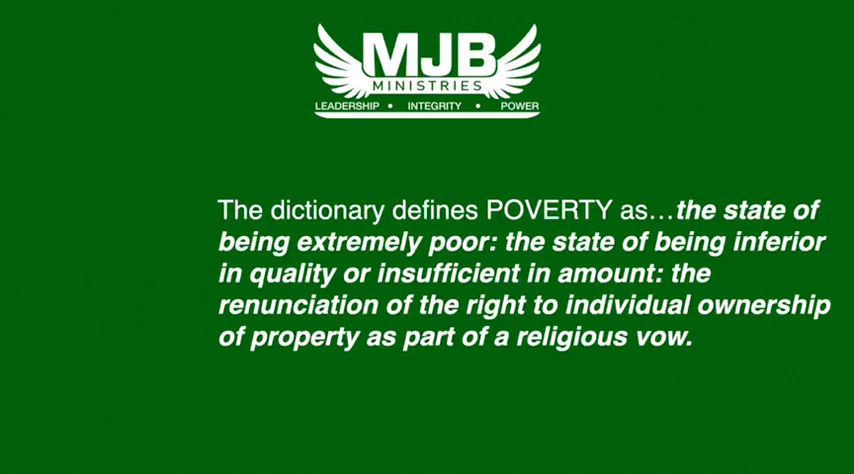 MJB
MINISTRIES
LEADERSHIP • INTEGRITY • POWER
The dictionary defines POVERTY as...the state of
being extremely poor: the state of being inferior
in quality or insufficient in amount: the
renunciation of the right to individual ownership
of property as part of a religious vow.